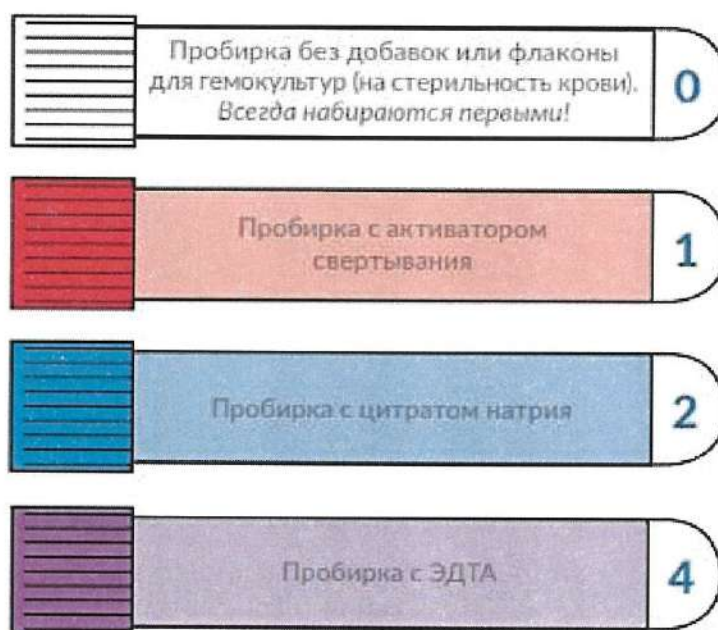 Пробирка без добавок или флаконы
для гемокультур (на стерильность крови).
Всегда набираются первыми!
0
Пробирка с активатором
свертывания
1
Пробирка с цитратом натрия
2
Пробирка с ЭДТА
4